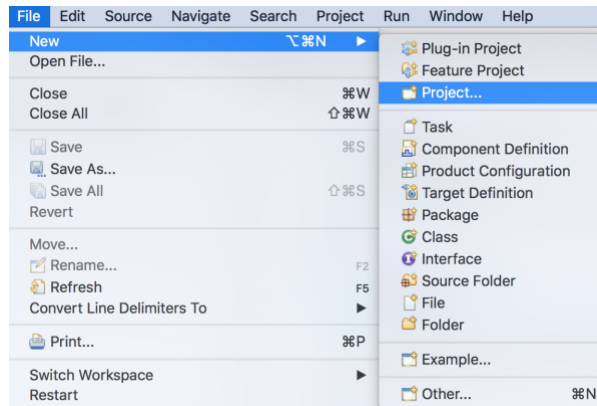 File Edit Source Navigate Search Project Run Window Help
New ⌥⌘N ▶
Open File...
Close ⌘W
Close All ⇧⌘W
Save ⌘S
Save As...
Save All ⇧⌘S
Revert
Move...
Rename... F2
Refresh F5
Convert Line Delimiters To ▶
Print... ⌘P
Switch Workspace ▶
Restart
Plug-in Project
Feature Project
Project...
Task
Component Definition
Product Configuration
Target Definition
Package
Class
Interface
Source Folder
File
Folder
Example...
Other... ⌘N